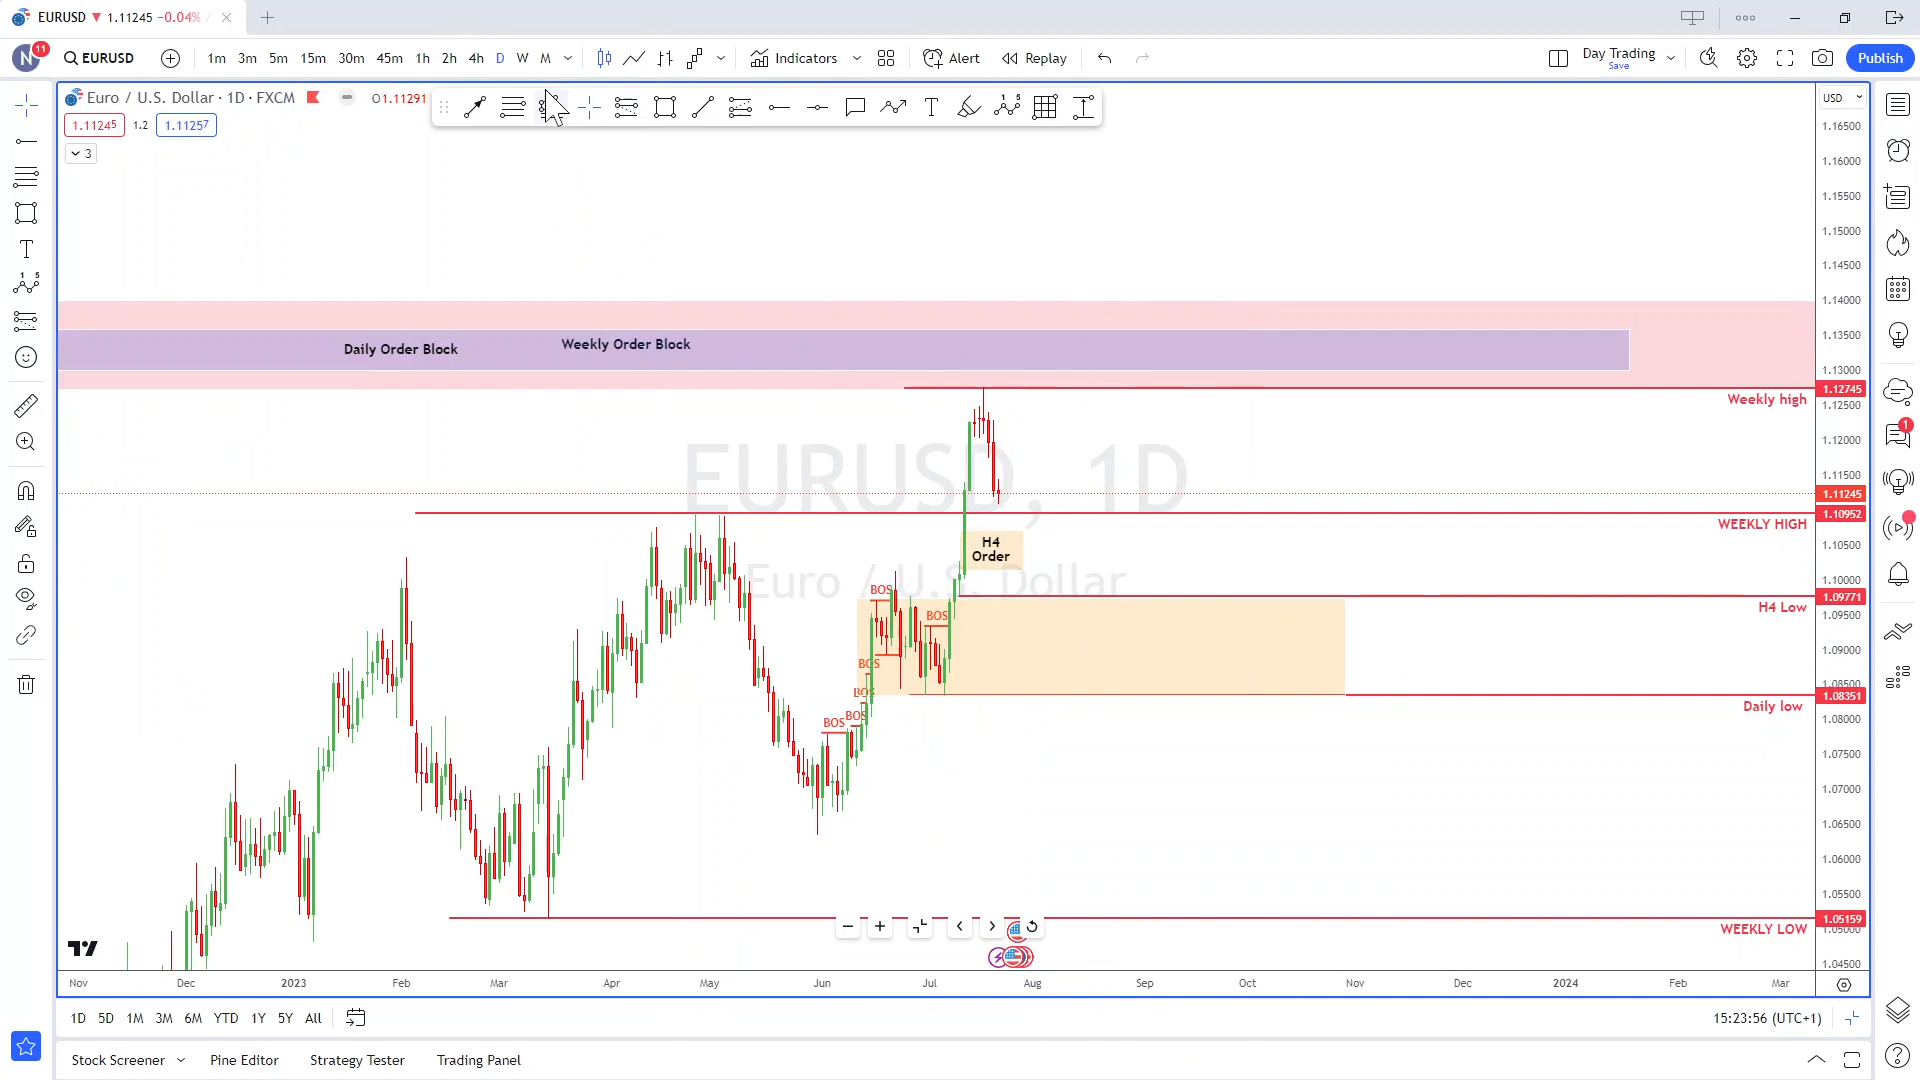 EURUSD 1.11245 −0.04% /
N 11 EURUSD 1m 3m 5m 15m 30m 45m 1h 2h 4h D W M Indicators Alert Replay Day Trading Save Publish
Euro / U.S. Dollar · 1D · FXCM O1.11291 USD
1.11245 1.2 1.11257
3
1.16500
1.16000
1.15500
1.15000
1.14500
1.14000
1.13500
Daily Order Block Weekly Order Block
1.13000
1.12745
Weekly high
1.12500
1.12000
1.11500
EURUSD, 1D
1.11245
1.10952
WEEKLY HIGH
H4
Order
1.10500
Euro / U.S. Dollar
1.10000
BOS
1.09771
H4 Low
1.09500
BOS
1.09000
BOS
1.08500
BOS
1.08351
Daily low
BOS BOS
1.08000
1.07500
1.07000
1.06500
1.06000
1.05500
1.05159
WEEKLY LOW
1.05000
1.04500
Nov Dec 2023 Feb Mar Apr May Jun Jul Aug Sep Oct Nov Dec 2024 Feb Mar
1D 5D 1M 3M 6M YTD 1Y 5Y All 15:23:56 (UTC+1)
Stock Screener Pine Editor Strategy Tester Trading Panel